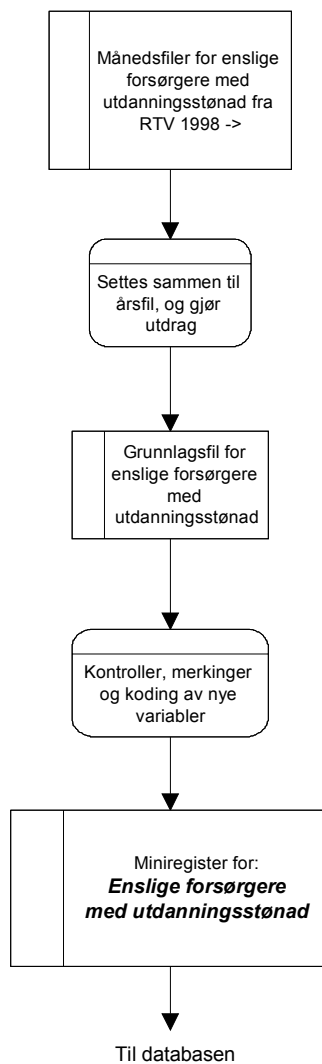 Månedsfiler for enslige
forsørgere med
utdanningsstønad fra
RTV 1998 ->
Settes sammen til
årsfil, og gjør
utdrag
Grunnlagsfil for
enslige forsørgere
med
utdanningsstønad
Kontroller, merkinger
og koding av nye
variabler
Miniregister for:
Enslige forsørgere
med utdanningsstønad
Til databasen